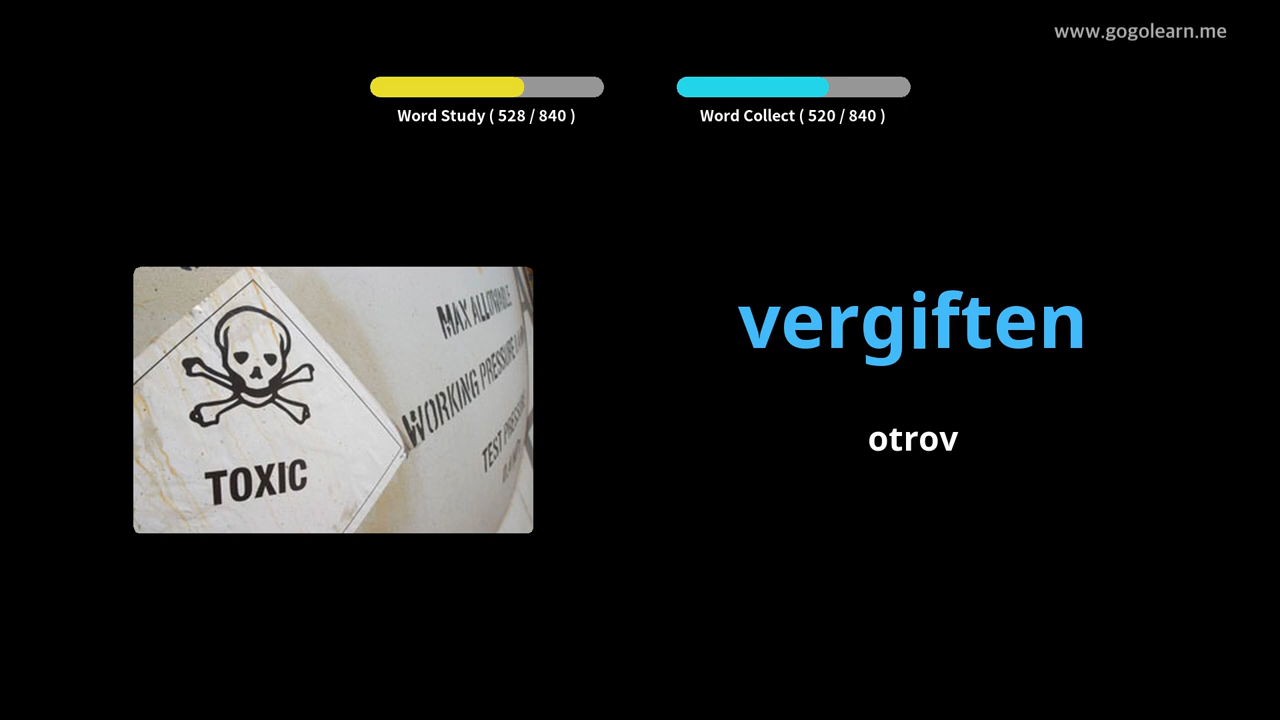 www.gogolearn.me
Word Study ( 528 / 840 )
Word Collect ( 520 / 840 )
MAX ALLOWABLE
WORKING PRESSURE
TEST PRESSURE
TOXIC
vergiften
otrov